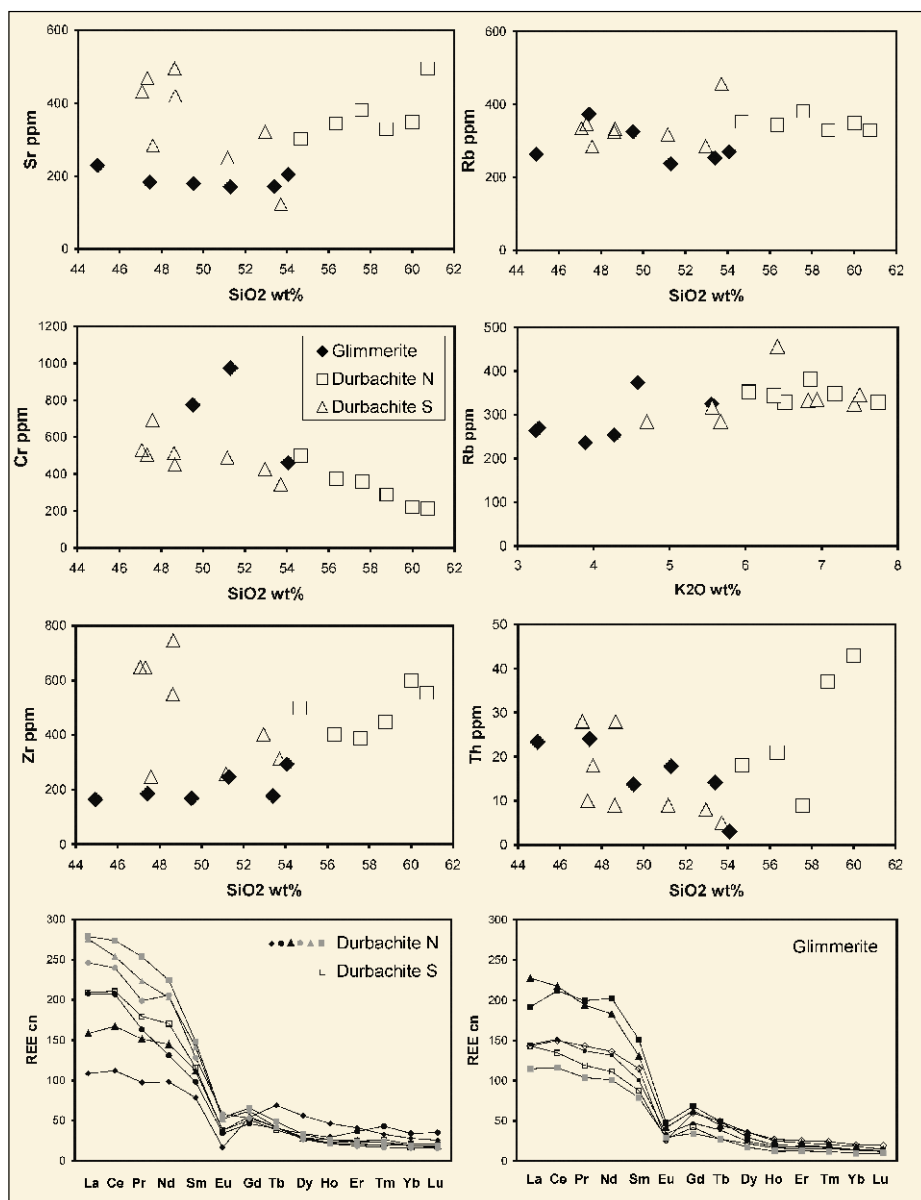 600
400
200
0
Sr ppm
44 46 48 50 52 54 56 58 60 62
SiO2 wt%
600
400
200
0
Rb ppm
44 46 48 50 52 54 56 58 60 62
SiO2 wt%
1200
1000
800
600
400
200
0
Cr ppm
Glimmerite
Durbachite N
Durbachite S
44 46 48 50 52 54 56 58 60 62
SiO2 wt%
500
400
300
200
100
0
Rb ppm
3 4 5 6 7 8
K2O wt%
800
600
400
200
0
Zr ppm
44 46 48 50 52 54 56 58 60 62
SiO2 wt%
50
40
30
20
10
0
Th ppm
44 46 48 50 52 54 56 58 60 62
SiO2 wt%
300
250
200
150
100
50
0
REE cn
Durbachite N
Durbachite S
La Ce Pr Nd Sm Eu Gd Tb Dy Ho Er Tm Yb Lu
300
250
200
150
100
50
0
REE cn
Glimmerite
La Ce Pr Nd Sm Eu Gd Tb Dy Ho Er Tm Yb Lu